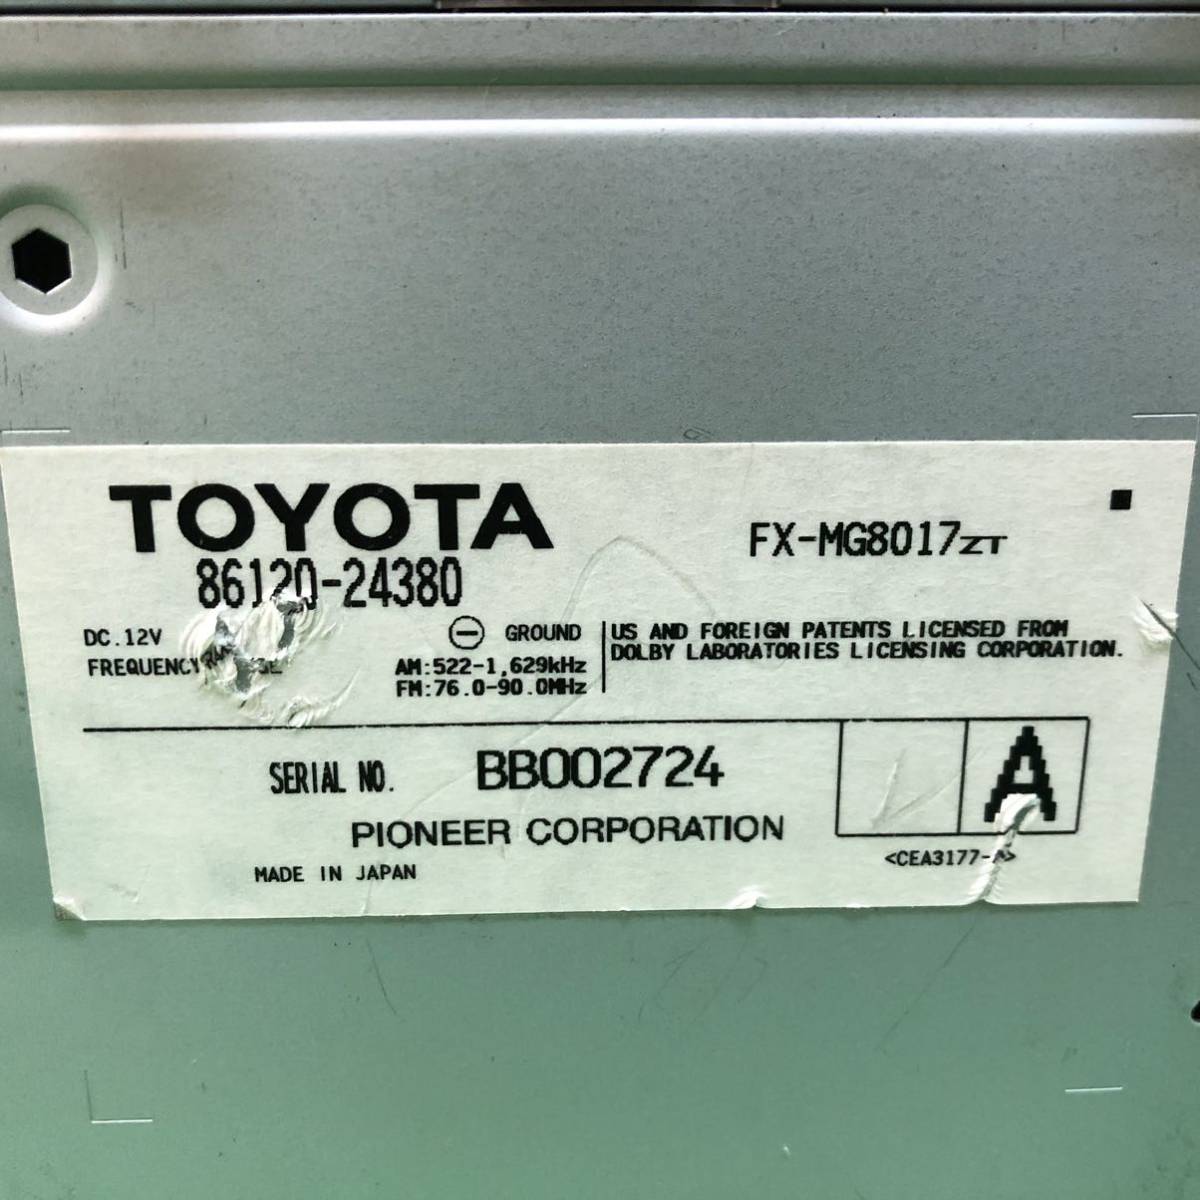 TOYOTA
86120-24380
FX-MG8017ZT
DC.12V
⊖ GROUND
FREQUENCY
AM:522-1,629kHz
FM:76.0-90.0MHz
US AND FOREIGN PATENTS LICENSED FROM
DOLBY LABORATORIES LICENSING CORPORATION.
SERIAL NO. BB002724
A
PIONEER CORPORATION
<CEA3177-A>
MADE IN JAPAN